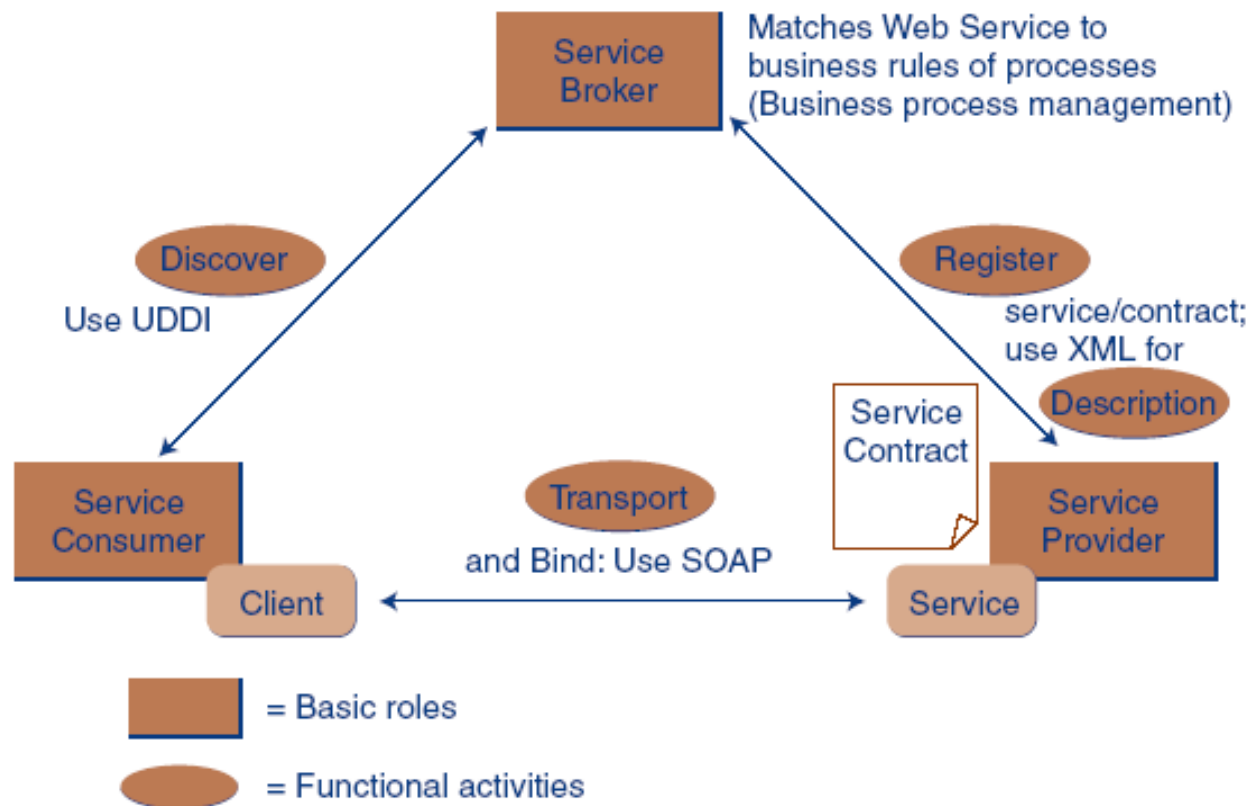 Service
Broker
Matches Web Service to
business rules of processes
(Business process management)
Discover
Use UDDI
Register
service/contract;
use XML for
Description
Service
Contract
Service
Consumer
Transport
and Bind: Use SOAP
Service
Provider
Client
Service
= Basic roles
= Functional activities